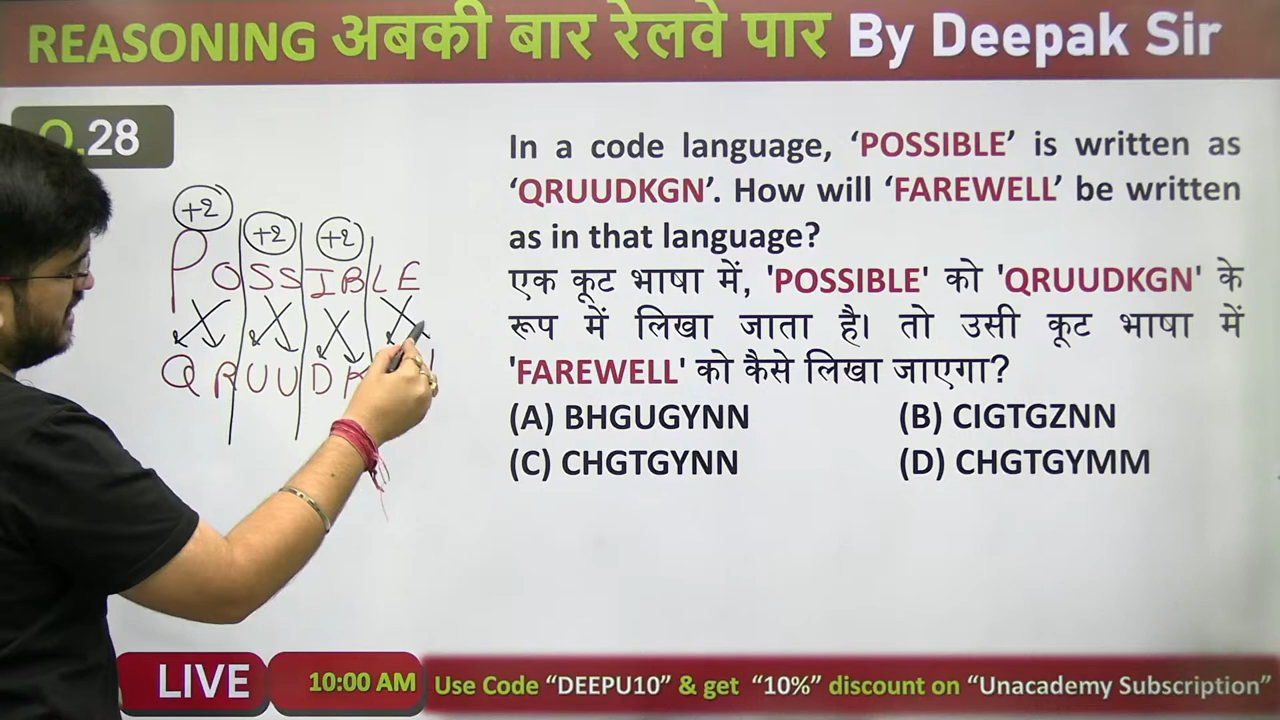 REASONING अबकी बार रेलवे पार By Deepak Sir
Q.28
In a code language, ‘POSSIBLE’ is written as
‘QRUUDKGN’. How will ‘FAREWELL’ be written
as in that language?
एक कूट भाषा में, 'POSSIBLE' को 'QRUUDKGN' के
रूप में लिखा जाता है। तो उसी कूट भाषा में
'FAREWELL' को कैसे लिखा जाएगा?
(A) BHGUGYNN (B) CIGTGZNN
(C) CHGTGYNN (D) CHGTGYMM
+2 +2 +2
POSSIBLE
QRUUD
LIVE 10:00 AM Use Code “DEEPU10” & get “10%” discount on “Unacademy Subscription”